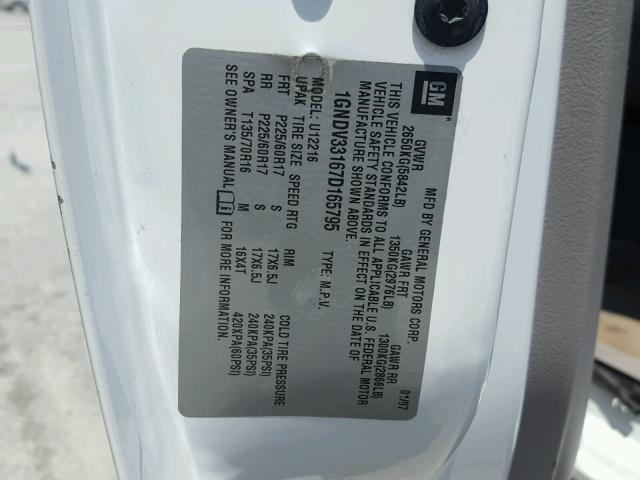 GM
MFD BY GENERAL MOTORS CORP. 01/07
GVWR GAWR FRT GAWR RR
2650KG(5842LB) 1350KG(2976LB) 1300KG(2866LB)
THIS VEHICLE CONFORMS TO ALL APPLICABLE U.S. FEDERAL MOTOR
VEHICLE SAFETY STANDARDS IN EFFECT ON THE DATE OF
MANUFACTURE SHOWN ABOVE.
1GNDV33167D165795 TYPE: M.P.V.
MODEL: U12216
UPAK TIRE SIZE SPEED RTG RIM COLD TIRE PRESSURE
FRT P225/60R17 S 17X6.5J 240KPA(35PSI)
RR P225/60R17 S 17X6.5J 240KPA(35PSI)
SPA T135/70R16 M 16X4T 420KPA(60PSI)
SEE OWNER'S MANUAL FOR MORE INFORMATION.